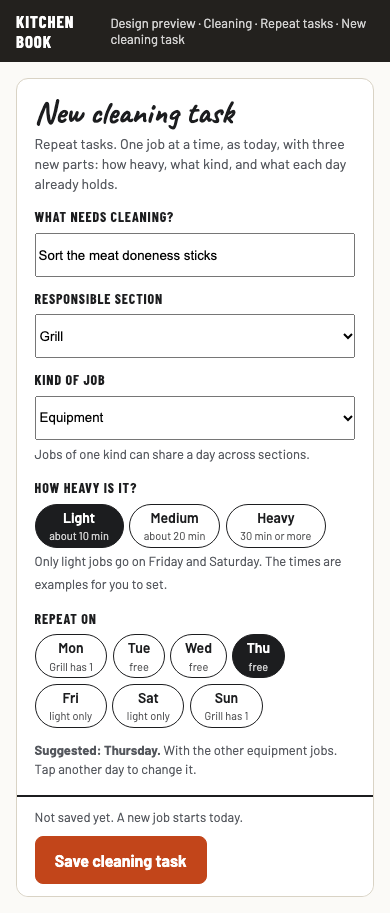 KITCHEN
BOOK
Design preview · Cleaning · Repeat tasks · New
cleaning task
New cleaning task
Repeat tasks. One job at a time, as today, with three
new parts: how heavy, what kind, and what each day
already holds.
WHAT NEEDS CLEANING?
Sort the meat doneness sticks
RESPONSIBLE SECTION
Grill
KIND OF JOB
Equipment
Jobs of one kind can share a day across sections.
HOW HEAVY IS IT?
Light Medium Heavy
about 10 min about 20 min 30 min or more
Only light jobs go on Friday and Saturday. The times are
examples for you to set.
REPEAT ON
Mon Tue Wed Thu
Grill has 1 free free free
Fri Sat Sun
light only light only Grill has 1
Suggested: Thursday. With the other equipment jobs.
Tap another day to change it.
Not saved yet. A new job starts today.
Save cleaning task